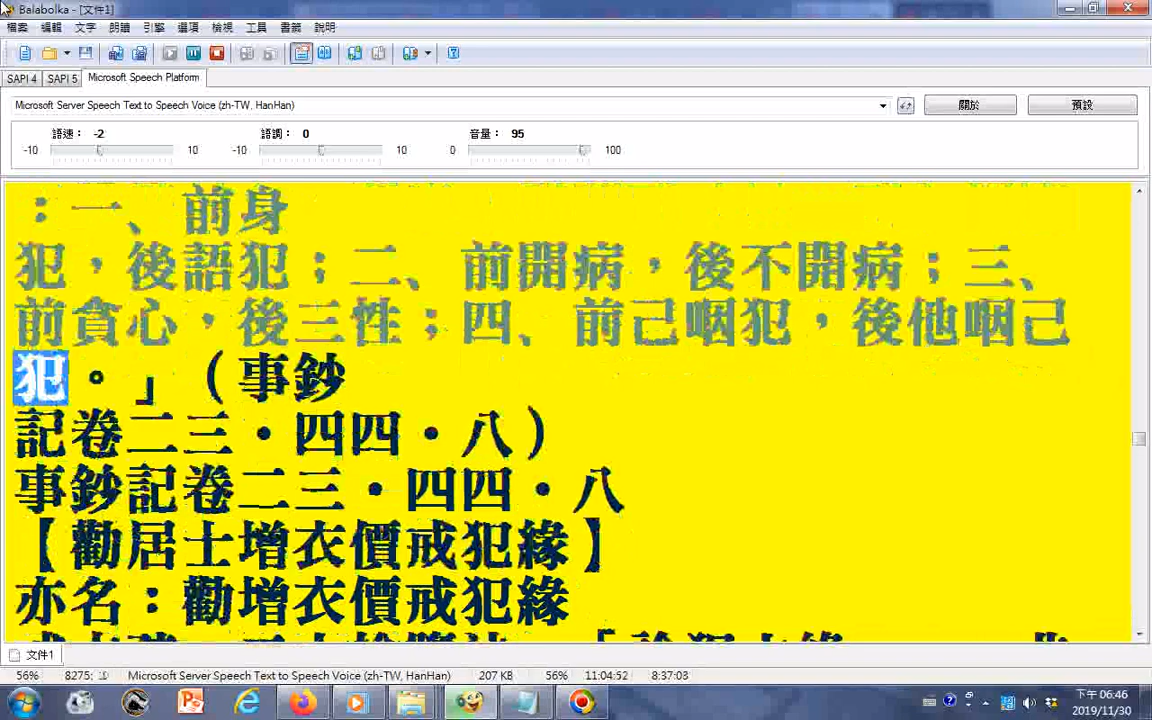 Balabolka - [文件1]
檔案 編輯 文字 朗讀 引擎 選項 檢視 工具 書籤 說明
SAPI 4 SAPI 5 Microsoft Speech Platform
Microsoft Server Speech Text to Speech Voice (zh-TW, HanHan) 關於 預設
語速： -2 語調： 0 音量： 95
-10 10 -10 10 0 100
：一、前身
犯，後語犯；二、前開病，後不開病；三、
前貪心，後三性；四、前己咽犯，後他咽己
犯。」（事鈔
記卷二三．四四．八）
事鈔記卷二三．四四．八
【勸居士增衣價戒犯緣】
亦名：勸增衣價戒犯緣
文件1
56% Microsoft Server Speech Text to Speech Voice (zh-TW, HanHan) 207 KB 56% 11:04:52 8:37:03
下午 06:46
2019/11/30